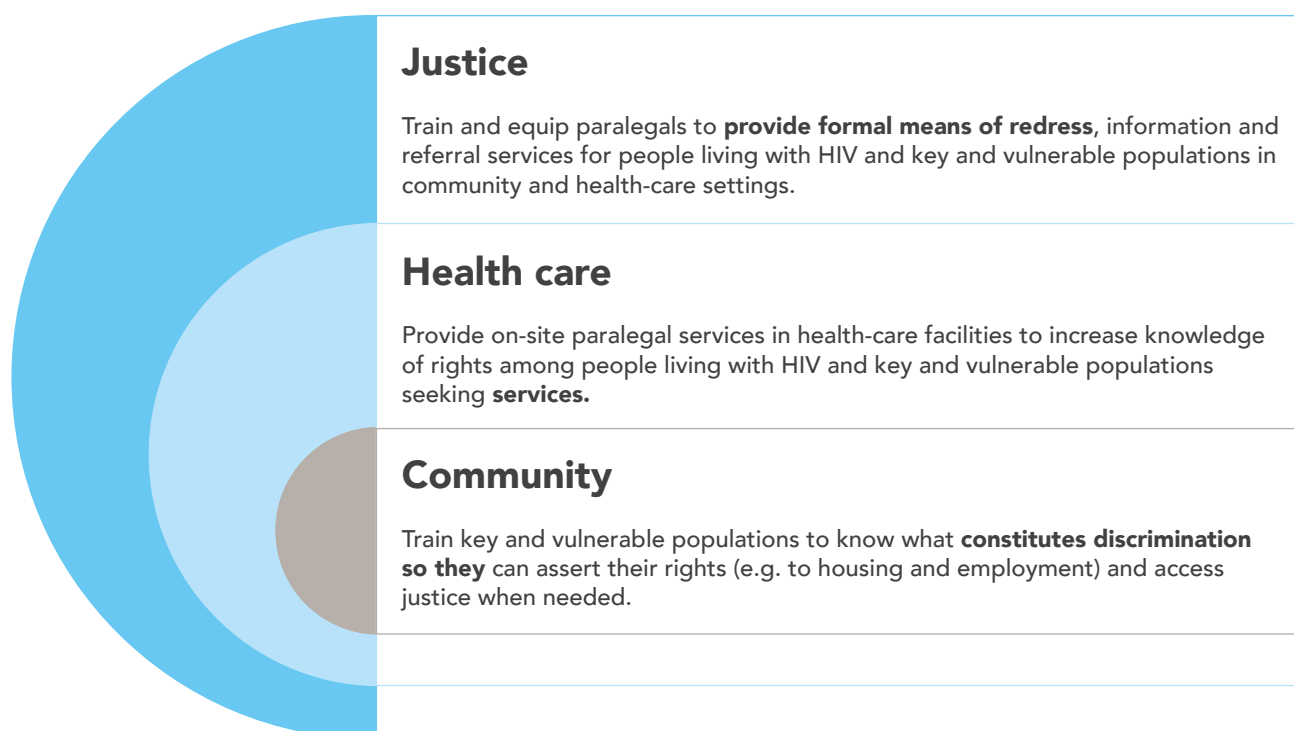 Justice
Train and equip paralegals to provide formal means of redress, information and
referral services for people living with HIV and key and vulnerable populations in
community and health-care settings.
Health care
Provide on-site paralegal services in health-care facilities to increase knowledge
of rights among people living with HIV and key and vulnerable populations
seeking services.
Community
Train key and vulnerable populations to know what constitutes discrimination
so they can assert their rights (e.g. to housing and employment) and access
justice when needed.